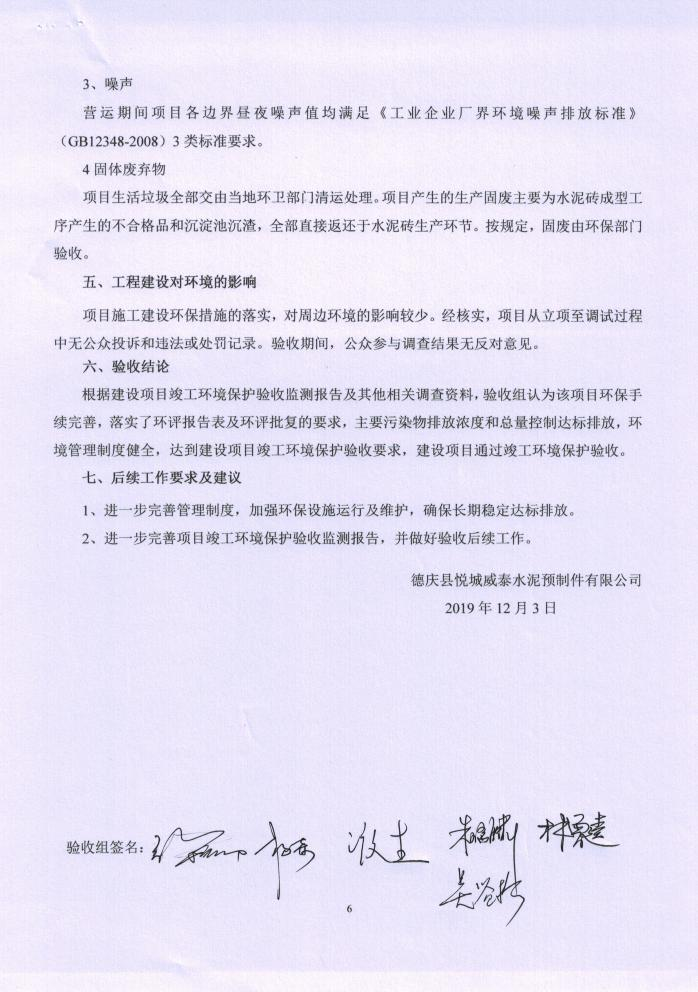 3、噪声
营运期间项目各边界昼夜噪声值均满足《工业企业厂界环境噪声排放标准》
（GB12348-2008）3 类标准要求。
4 固体废弃物
项目生活垃圾全部交由当地环卫部门清运处理。项目产生的生产固废主要为水泥砖成型工
序产生的不合格品和沉淀池沉渣，全部直接返还于水泥砖生产环节。按规定，固废由环保部门
验收。
五、工程建设对环境的影响
项目施工建设环保措施的落实，对周边环境的影响较少。经核实，项目从立项至调试过程
中无公众投诉和违法或处罚记录。验收期间，公众参与调查结果无反对意见。
六、验收结论
根据建设项目竣工环境保护验收监测报告及其他相关调查资料，验收组认为该项目环保手
续完善，落实了环评报告表及环评批复的要求，主要污染物排放浓度和总量控制达标排放，环
境管理制度健全，达到建设项目竣工环境保护验收要求，建设项目通过竣工环境保护验收。
七、后续工作要求及建议
1、进一步完善管理制度，加强环保设施运行及维护，确保长期稳定达标排放。
2、进一步完善项目竣工环境保护验收监测报告，并做好验收后续工作。
德庆县悦城威泰水泥预制件有限公司
2019 年 12 月 3 日
验收组签名：
6